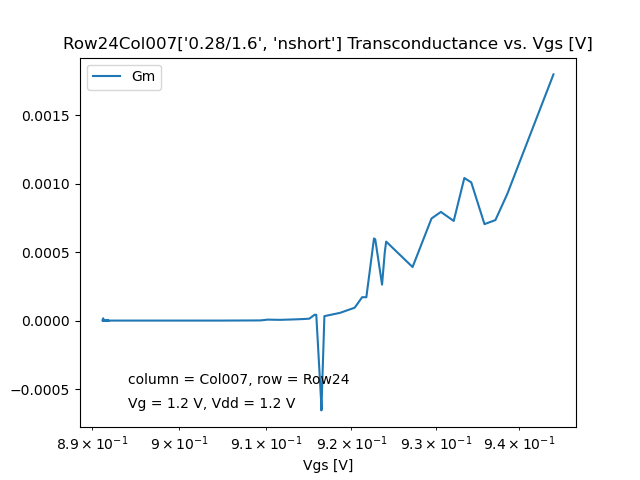 Row24Col007['0.28/1.6', 'nshort'] Transconductance vs. Vgs [V]
Gm
0.0015
0.0010
0.0005
0.0000
−0.0005
column = Col007, row = Row24
Vg = 1.2 V, Vdd = 1.2 V
8.9 × 10⁻¹ 9 × 10⁻¹ 9.1 × 10⁻¹ 9.2 × 10⁻¹ 9.3 × 10⁻¹ 9.4 × 10⁻¹
Vgs [V]